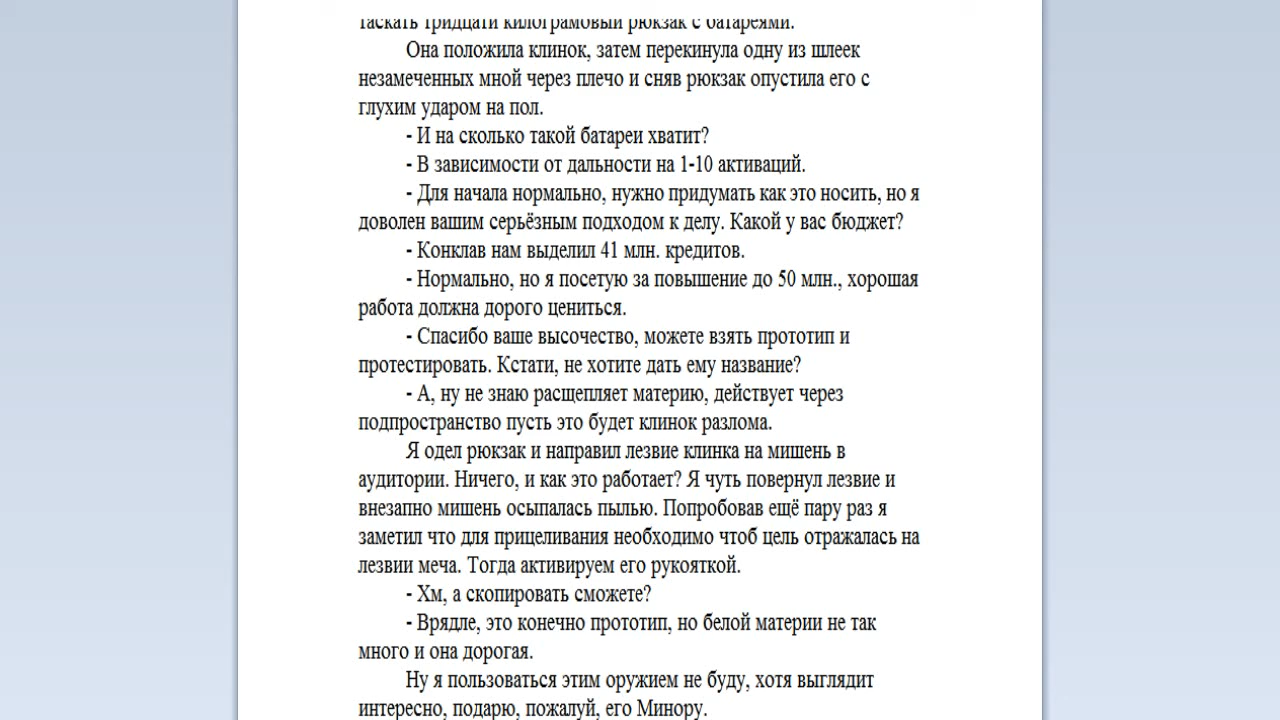 таскать тридцати килограмовый рюкзак с батареями.
Она положила клинок, затем перекинула одну из шлеек
незамеченных мной через плечо и сняв рюкзак опустила его с
глухим ударом на пол.
- И на сколько такой батареи хватит?
- В зависимости от дальности на 1-10 активаций.
- Для начала нормально, нужно придумать как это носить, но я
доволен вашим серьёзным подходом к делу. Какой у вас бюджет?
- Конклав нам выделил 41 млн. кредитов.
- Нормально, но я посетую за повышение до 50 млн., хорошая
работа должна дорого цениться.
- Спасибо ваше высочество, можете взять прототип и
протестировать. Кстати, не хотите дать ему название?
- А, ну не знаю расщепляет материю, действует через
подпространство пусть это будет клинок разлома.
Я одел рюкзак и направил лезвие клинка на мишень в
аудитории. Ничего, и как это работает? Я чуть повернул лезвие и
внезапно мишень осыпалась пылью. Попробовав ещё пару раз я
заметил что для прицеливания необходимо чтоб цель отражалась на
лезвии меча. Тогда активируем его рукояткой.
- Хм, а скопировать сможете?
- Врядле, это конечно прототип, но белой материи не так
много и она дорогая.
Ну я пользоваться этим оружием не буду, хотя выглядит
интересно, подарю, пожалуй, его Минору.